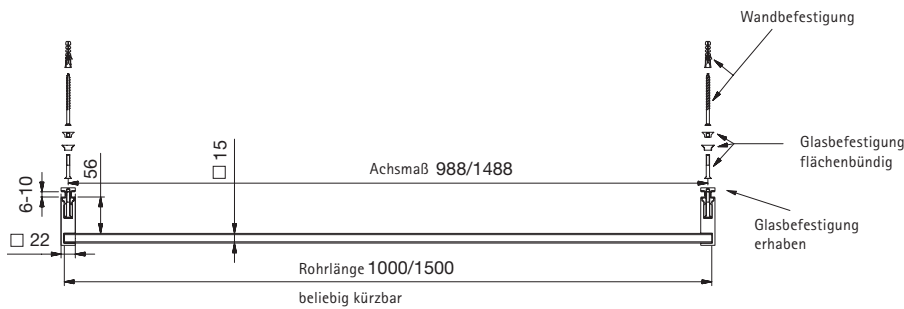 Wandbefestigung
Glasbefestigung
flächenbündig
□ 15
56
Achsmaß 988/1488
6-10
Glasbefestigung
erhaben
□ 22
Rohrlänge 1000/1500
beliebig kürzbar